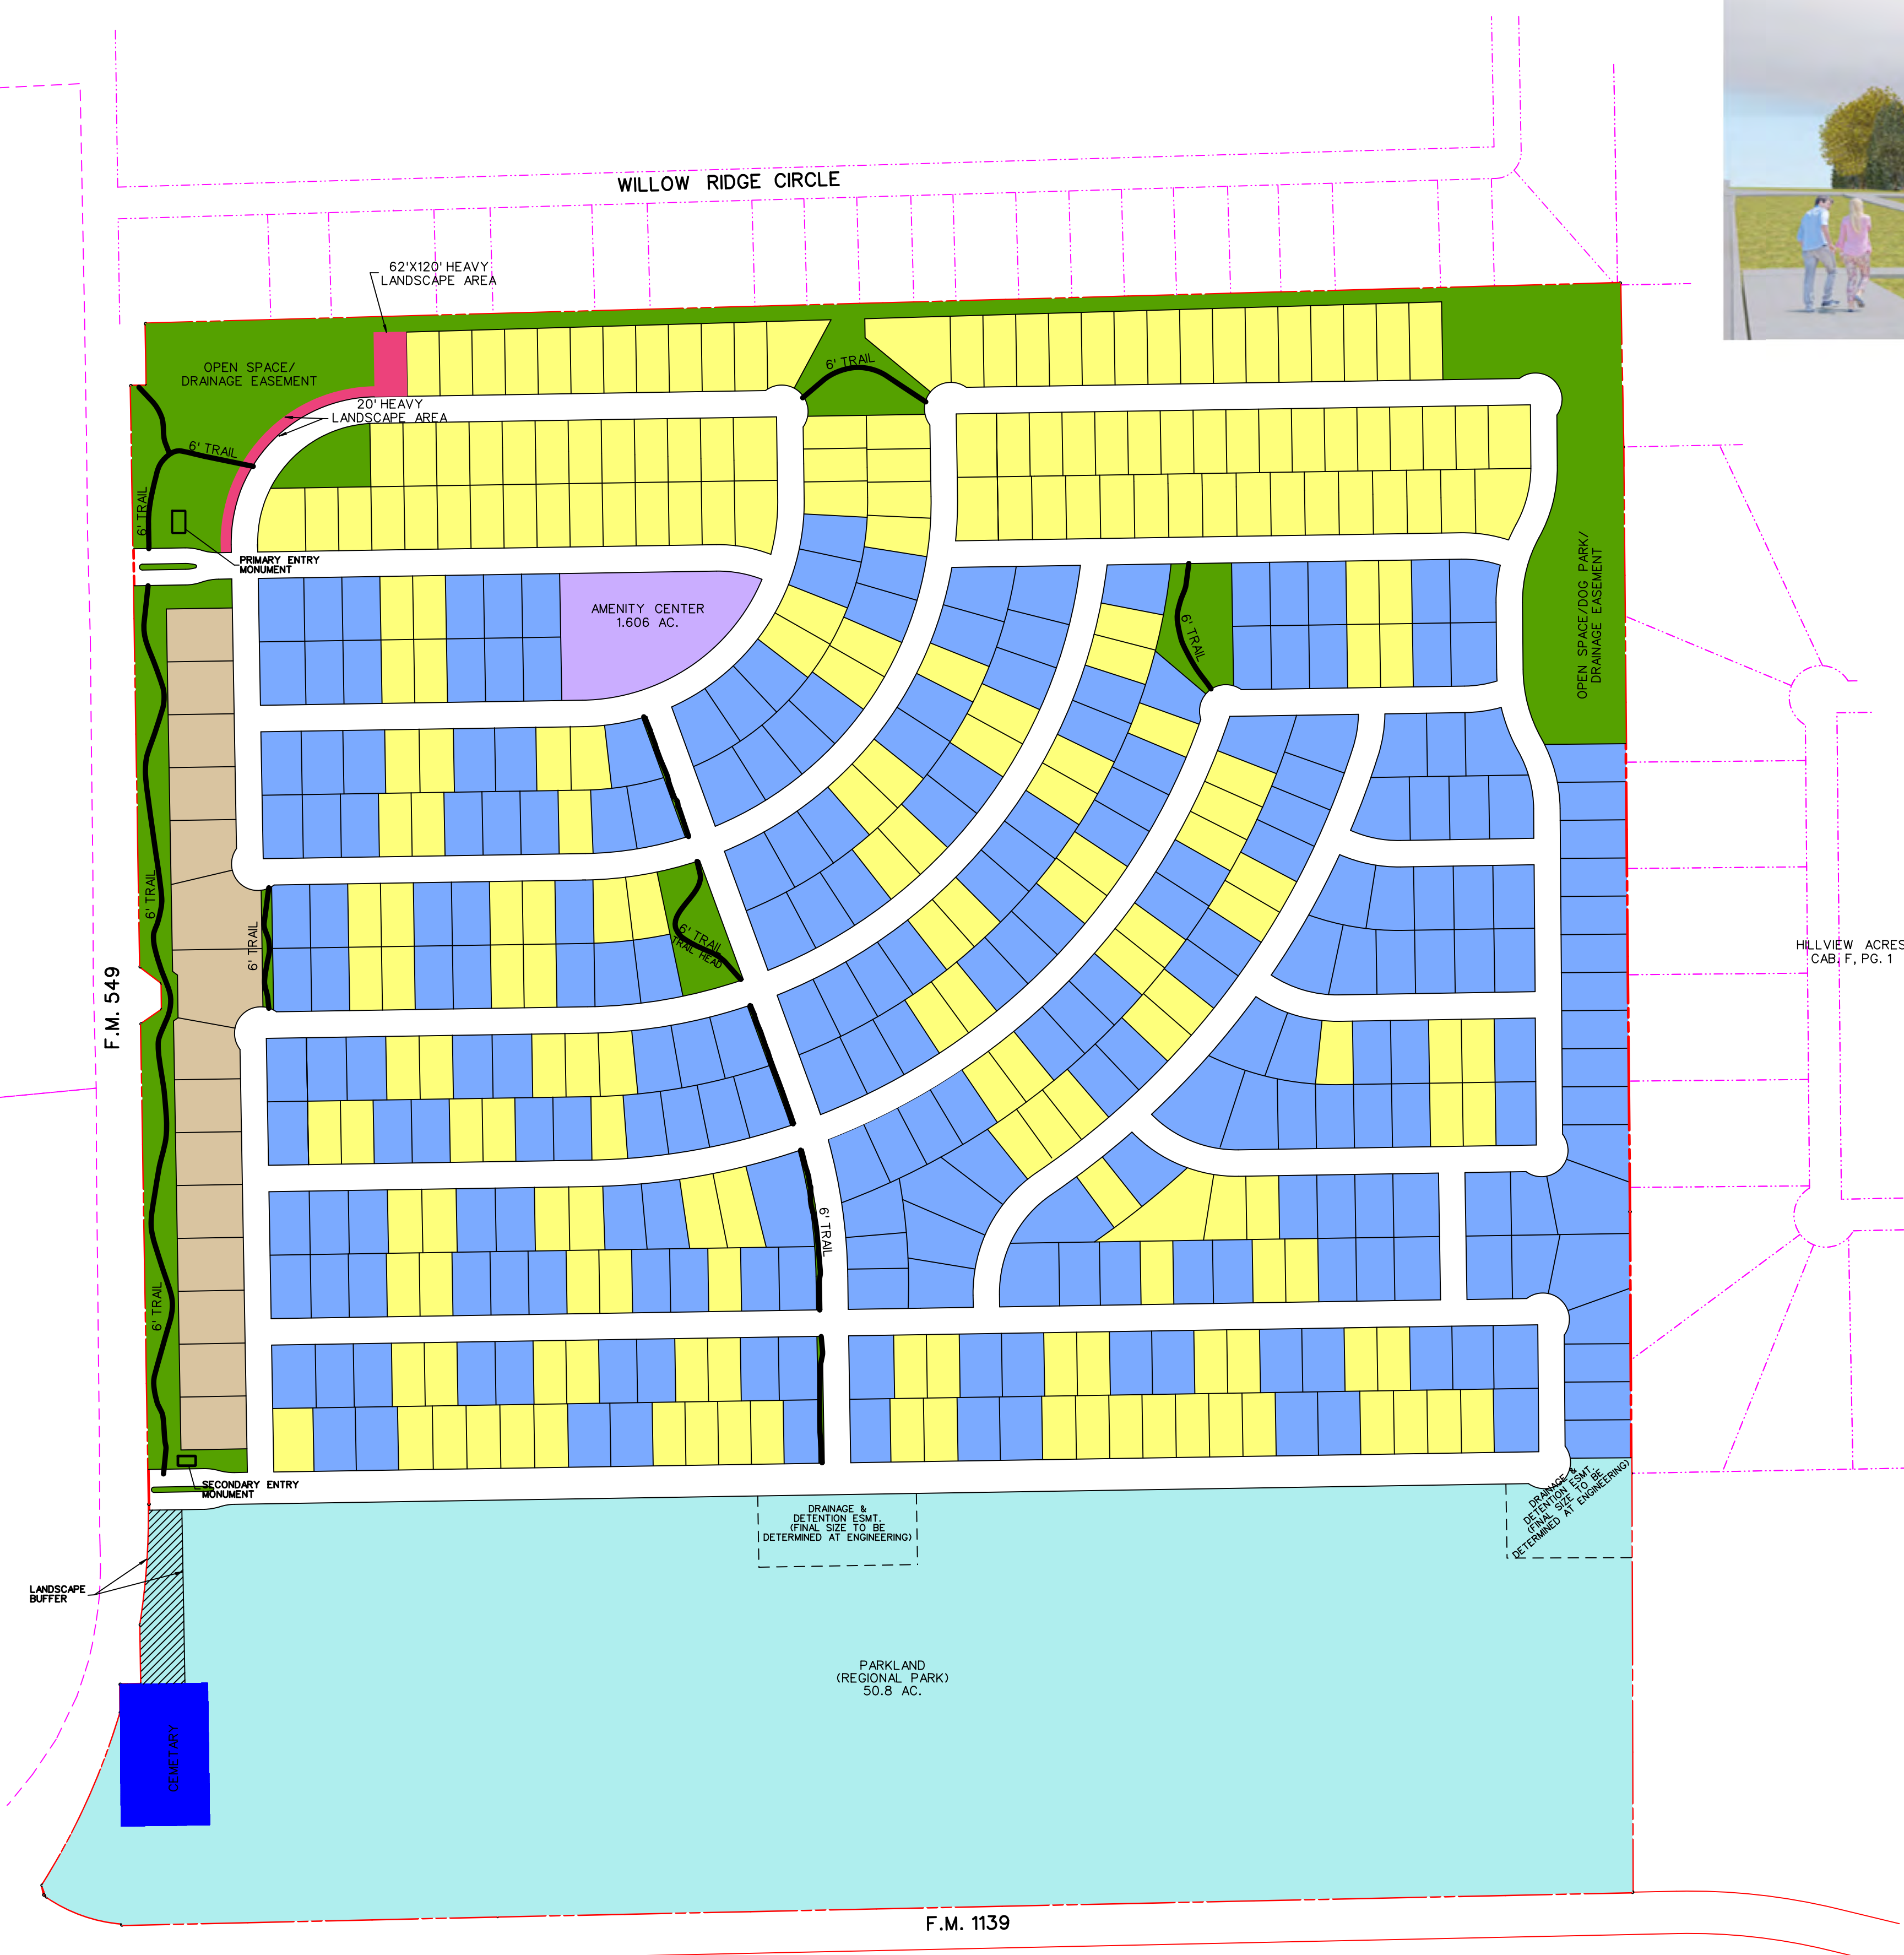 WILLOW RIDGE CIRCLE
62'X120' HEAVY
LANDSCAPE AREA
OPEN SPACE/
DRAINAGE EASEMENT
6' TRAIL
20' HEAVY
LANDSCAPE AREA
6' TRAIL
6' TRAIL
PRIMARY ENTRY
MONUMENT
AMENITY CENTER
1.606 AC.
6' TRAIL
OPEN SPACE/DOG PARK/
DRAINAGE EASEMENT
6' TRAIL
6' TRAIL
6' TRAIL
TRAIL HEAD
HILLVIEW ACRES
CAB. F, PG. 1
F.M. 549
6' TRAIL
6' TRAIL
SECONDARY ENTRY
MONUMENT
DRAINAGE &
DETENTION ESMT.
(FINAL SIZE TO BE
DETERMINED AT ENGINEERING)
DRAINAGE &
DETENTION ESMT.
(FINAL SIZE TO BE
DETERMINED AT ENGINEERING)
LANDSCAPE
BUFFER
PARKLAND
(REGIONAL PARK)
50.8 AC.
CEMETARY
F.M. 1139